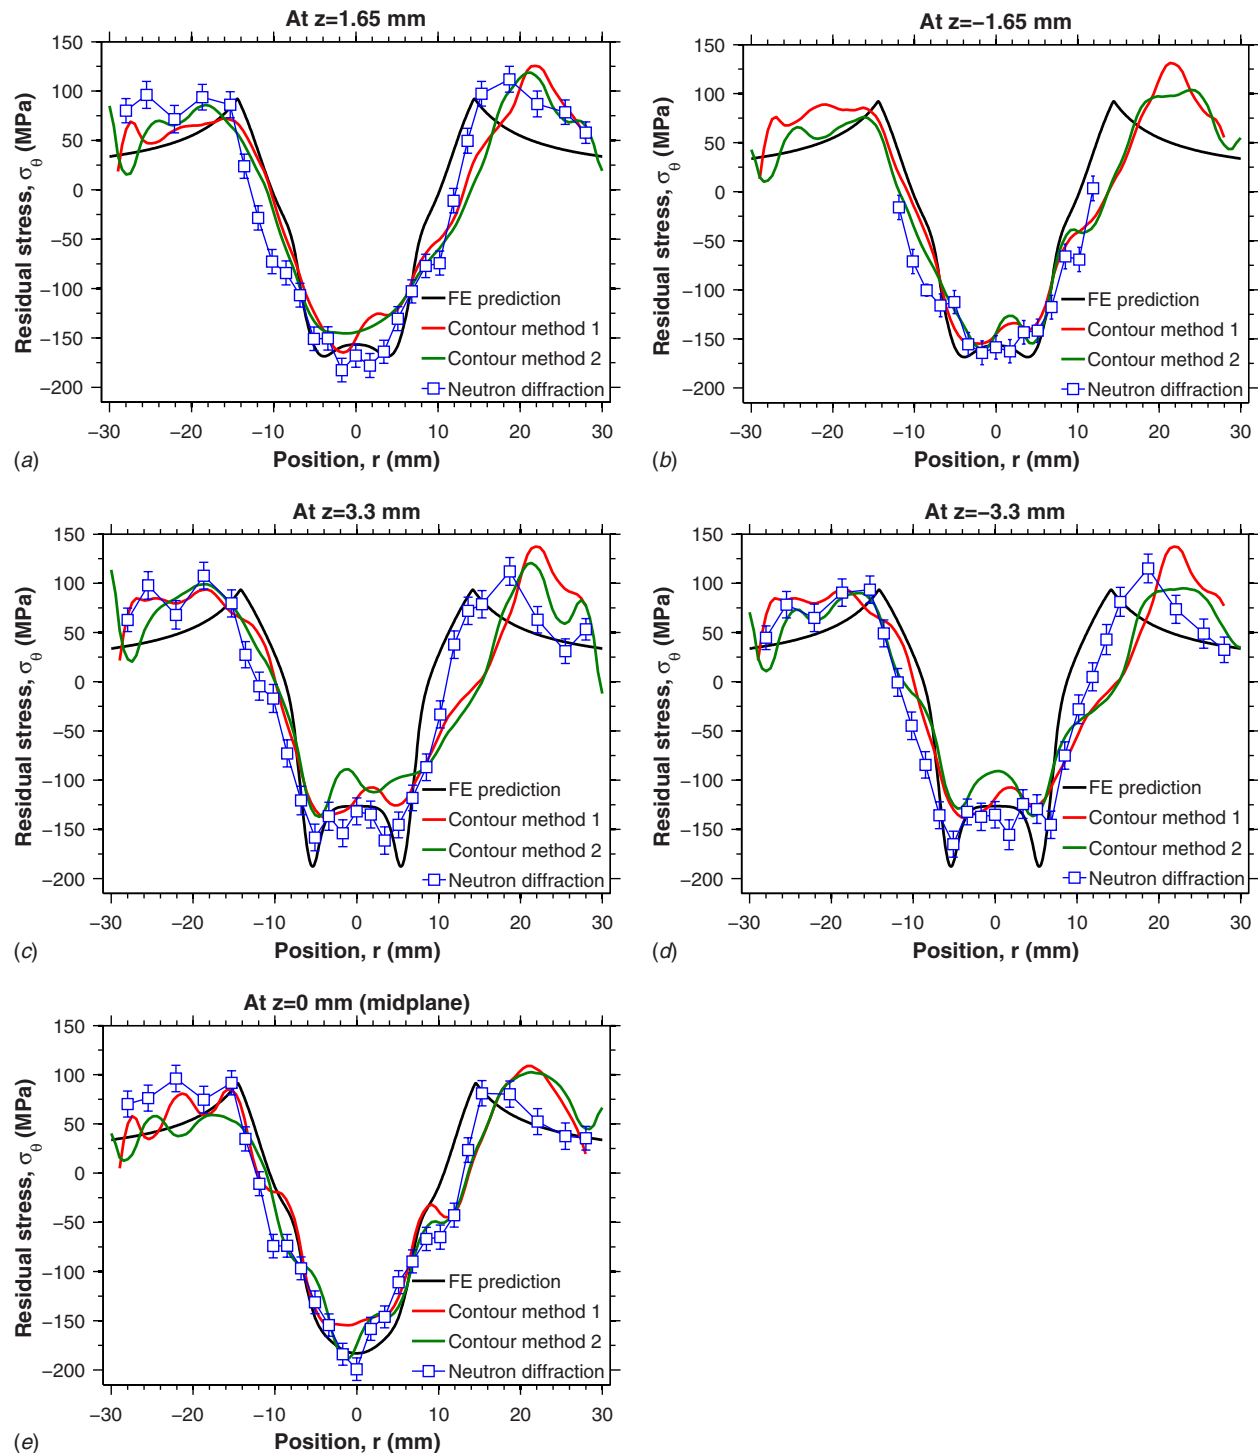 At z=1.65 mm
150
100
50
0
−50
−100
−150
−200
Residual stress, σθ (MPa)
FE prediction
Contour method 1
Contour method 2
Neutron diffraction
−30 −20 −10 0 10 20 30
(a) Position, r (mm)
At z=−1.65 mm
150
100
50
0
−50
−100
−150
−200
Residual stress, σθ (MPa)
FE prediction
Contour method 1
Contour method 2
Neutron diffraction
−30 −20 −10 0 10 20 30
(b) Position, r (mm)
At z=3.3 mm
150
100
50
0
−50
−100
−150
−200
Residual stress, σθ (MPa)
FE prediction
Contour method 1
Contour method 2
Neutron diffraction
−30 −20 −10 0 10 20 30
(c) Position, r (mm)
At z=−3.3 mm
150
100
50
0
−50
−100
−150
−200
Residual stress, σθ (MPa)
FE prediction
Contour method 1
Contour method 2
Neutron diffraction
−30 −20 −10 0 10 20 30
(d) Position, r (mm)
At z=0 mm (midplane)
150
100
50
0
−50
−100
−150
−200
Residual stress, σθ (MPa)
FE prediction
Contour method 1
Contour method 2
Neutron diffraction
−30 −20 −10 0 10 20 30
(e) Position, r (mm)